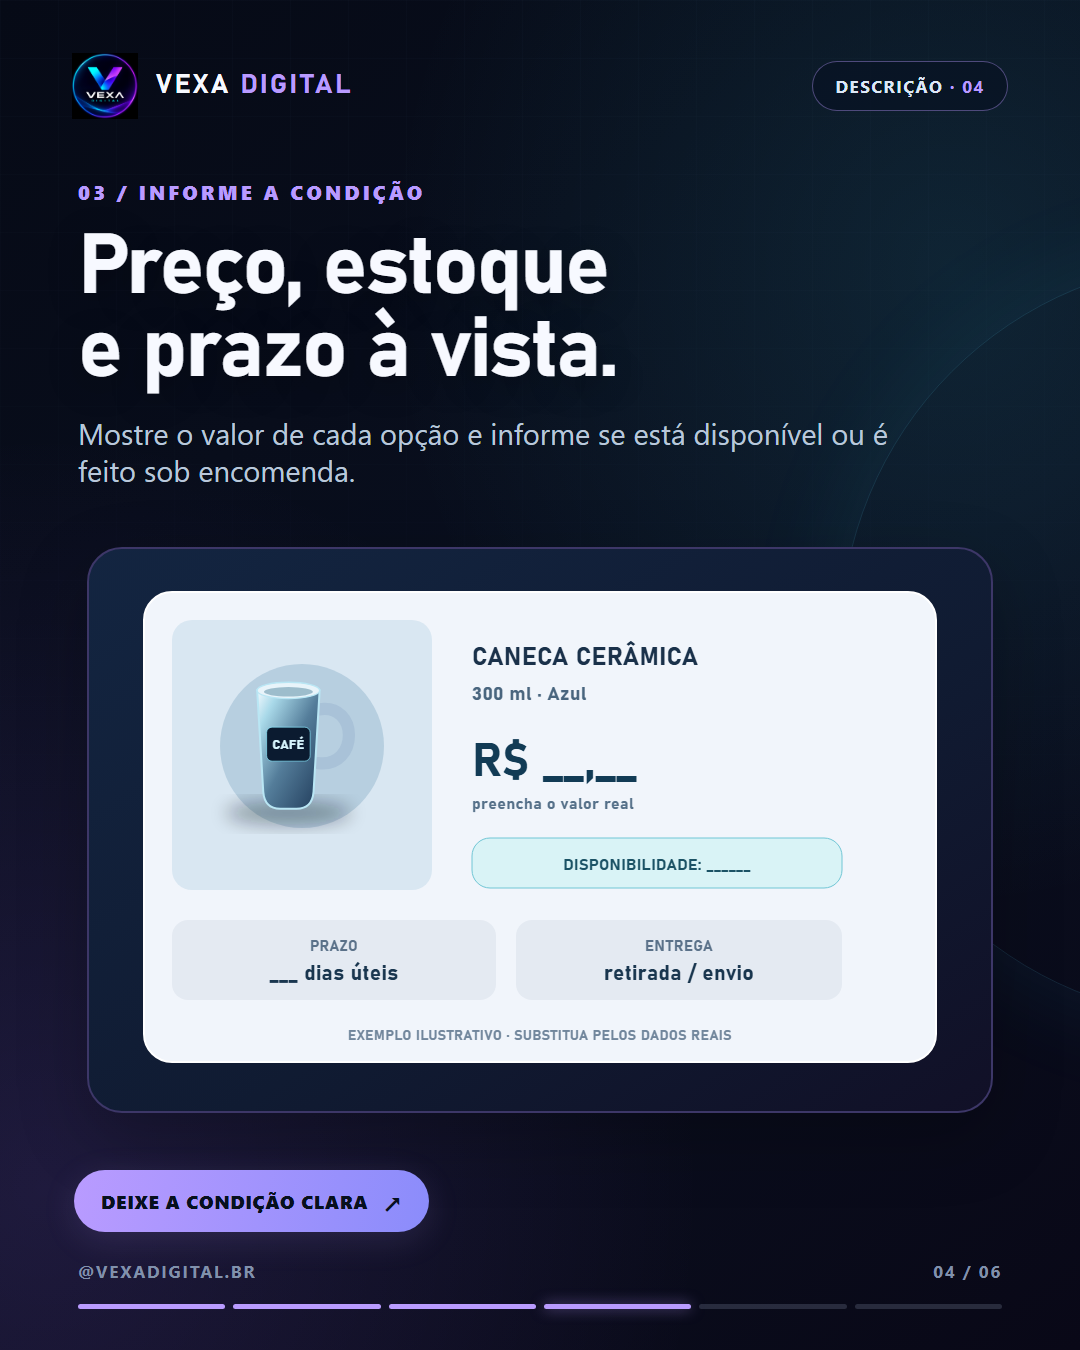 VEXA
DIGITAL
VEXA DIGITAL
DESCRIÇÃO · 04
03 / INFORME A CONDIÇÃO
Preço, estoque
e prazo à vista.
Mostre o valor de cada opção e informe se está disponível ou é
feito sob encomenda.
CAFÉ
CANECA CERÂMICA
300 ml · Azul
R$ __,__
preencha o valor real
DISPONIBILIDADE: ______
PRAZO
___ dias úteis
ENTREGA
retirada / envio
EXEMPLO ILUSTRATIVO · SUBSTITUA PELOS DADOS REAIS
DEIXE A CONDIÇÃO CLARA ↗
@VEXADIGITAL.BR
04 / 06